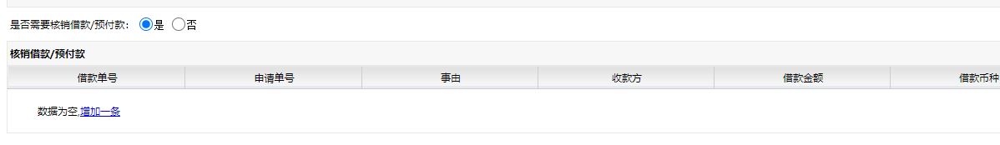 是否需要核销借款/预付款： 是 否
核销借款/预付款
借款单号 申请单号 事由 收款方 借款金额 借款币种
数据为空,增加一条